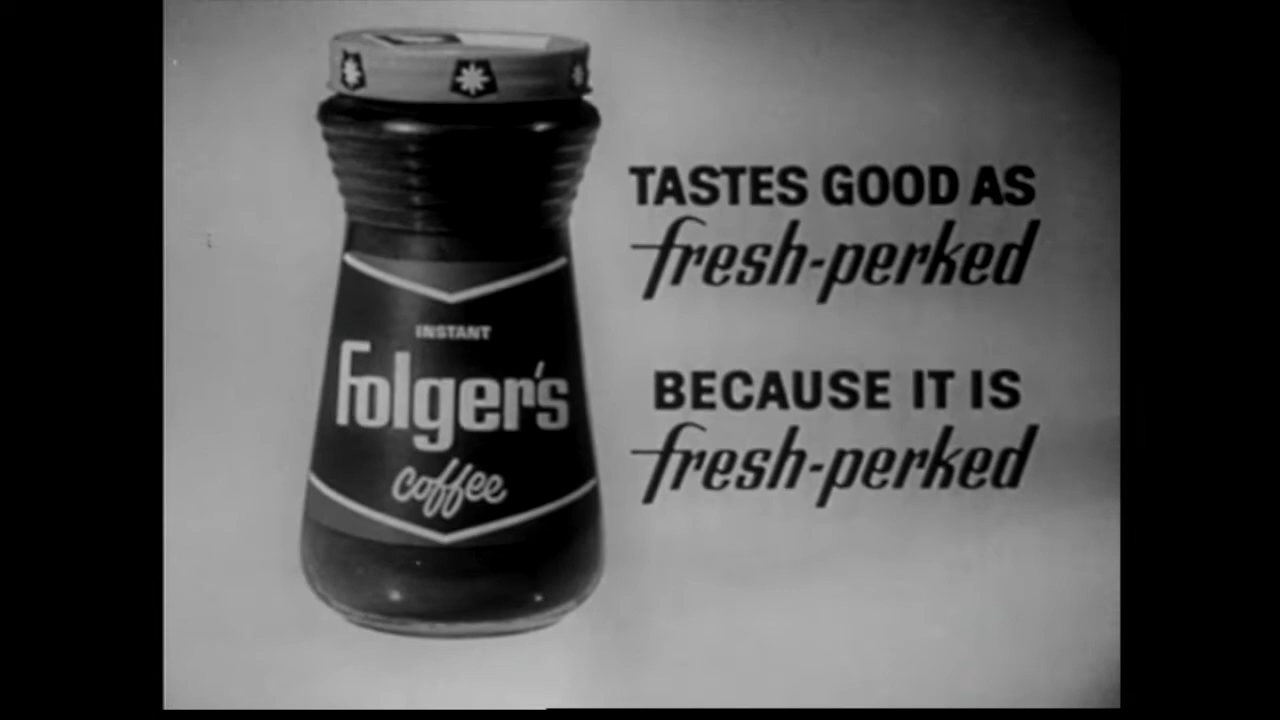 INSTANT
Folger's
coffee
TASTES GOOD AS
fresh-perked
BECAUSE IT IS
fresh-perked